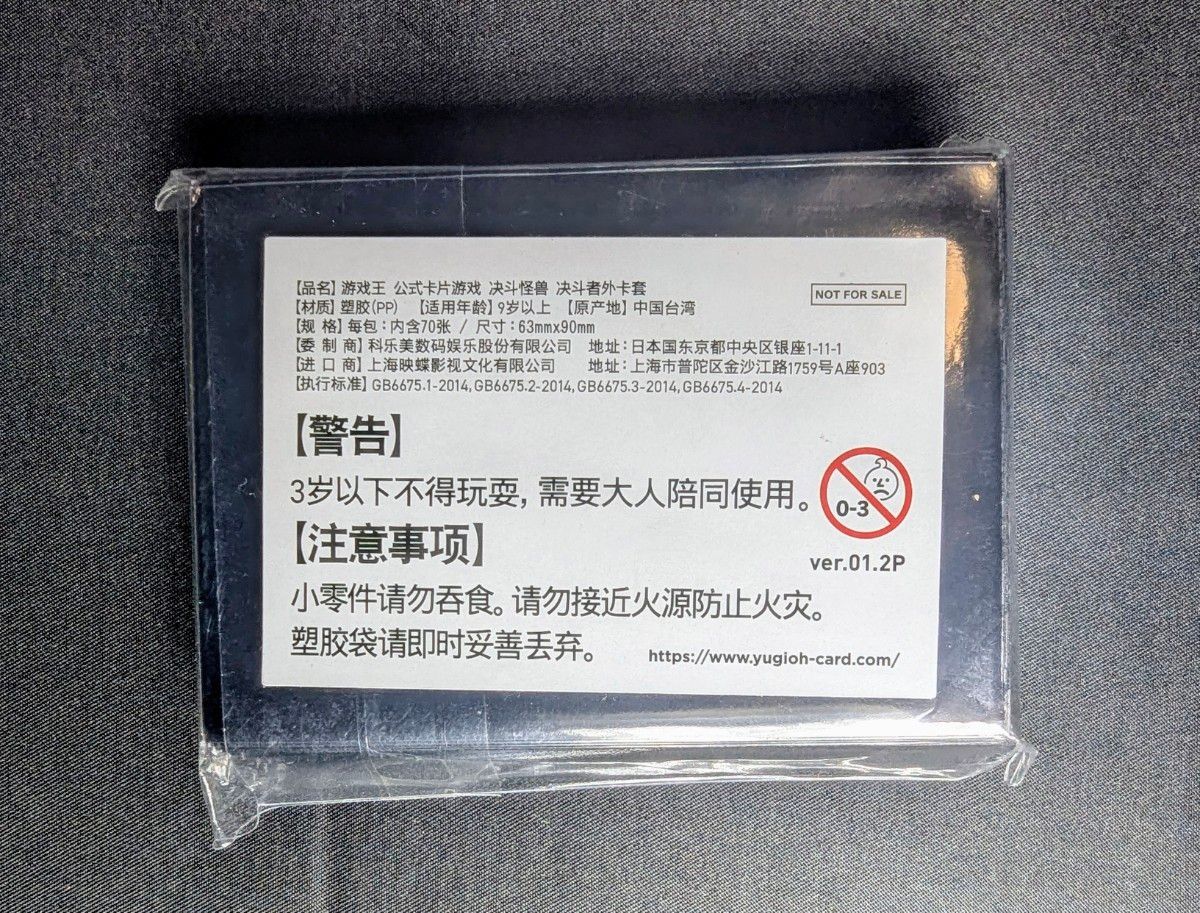 【品名】游戏王 公式卡片游戏 决斗怪兽 决斗者外卡套
NOT FOR SALE
【材质】塑胶(PP) 【适用年龄】9岁以上 【原产地】中国台湾
【规 格】每包:内含70张 / 尺寸:63mmx90mm
【委 制 商】科乐美数码娱乐股份有限公司 地址:日本国东京都中央区银座1-11-1
【进 口 商】上海映蝶影视文化有限公司 地址:上海市普陀区金沙江路1759号A座903
【执行标准】GB6675.1-2014,GB6675.2-2014,GB6675.3-2014,GB6675.4-2014
【警告】
3岁以下不得玩耍,需要大人陪同使用。
0-3
【注意事项】
ver.01.2P
小零件请勿吞食。请勿接近火源防止火灾。
塑胶袋请即时妥善丢弃。
https://www.yugioh-card.com/